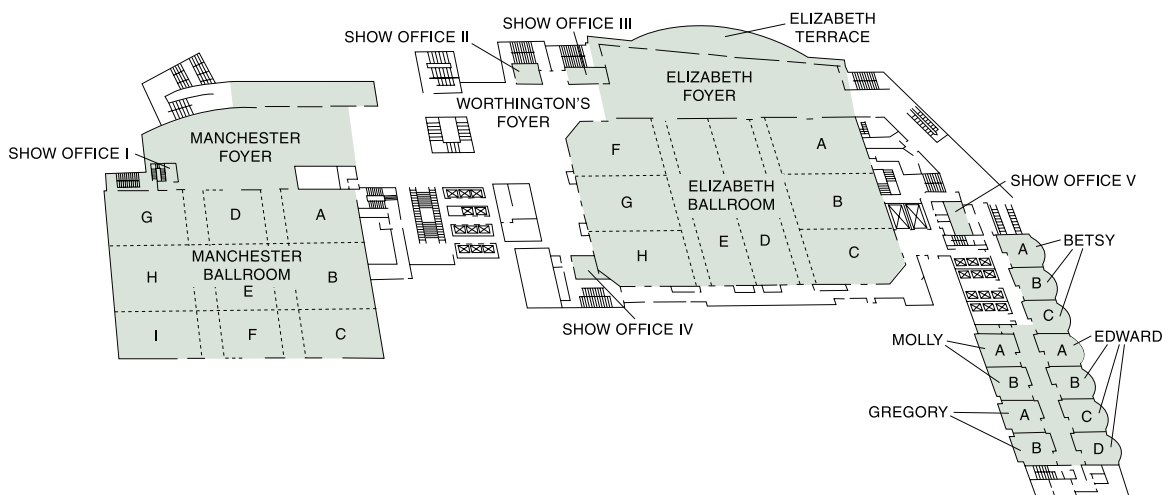 SHOW OFFICE III
ELIZABETH
TERRACE
SHOW OFFICE II
ELIZABETH
FOYER
WORTHINGTON'S
FOYER
MANCHESTER
FOYER
SHOW OFFICE I
SHOW OFFICE V
F
A
G
ELIZABETH
BALLROOM
B
H
E
D
C
G
D
A
H
MANCHESTER
BALLROOM
E
B
I
F
C
SHOW OFFICE IV
A
BETSY
B
C
MOLLY
A
A
EDWARD
B
B
GREGORY
A
C
B
D